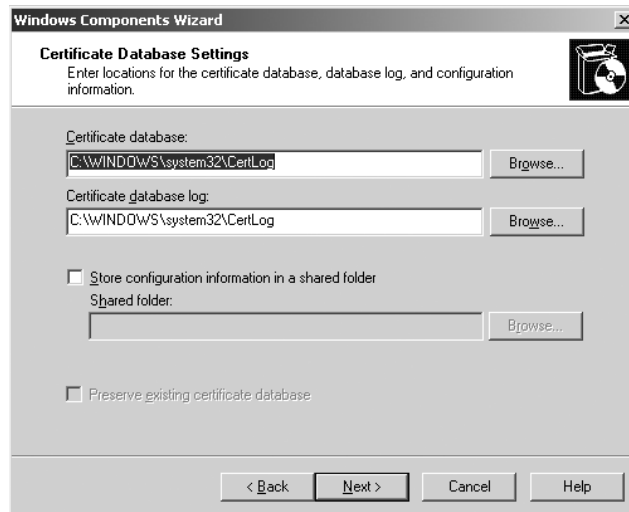 Windows Components Wizard
Certificate Database Settings
Enter locations for the certificate database, database log, and configuration
information.
Certificate database:
C:\WINDOWS\system32\CertLog
Browse...
Certificate database log:
C:\WINDOWS\system32\CertLog
Browse...
Store configuration information in a shared folder
Shared folder:
Browse...
Preserve existing certificate database
< Back
Next >
Cancel
Help